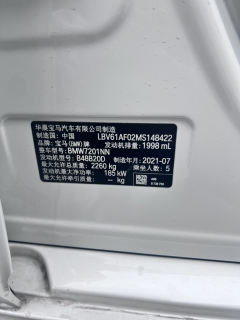 华晨宝马汽车有限公司制造
制造国：中国 LBV61AF02MS148422
品牌：宝马(BMW)牌 发动机排量：1998 mL
整车型号：BMW7201NN
发动机型号：B48B20D 制造年月：2021-07
最大允许总质量：2260 kg 乘坐人数：5
发动机最大净功率：185 kW
最大允许牵引质量：-- kg